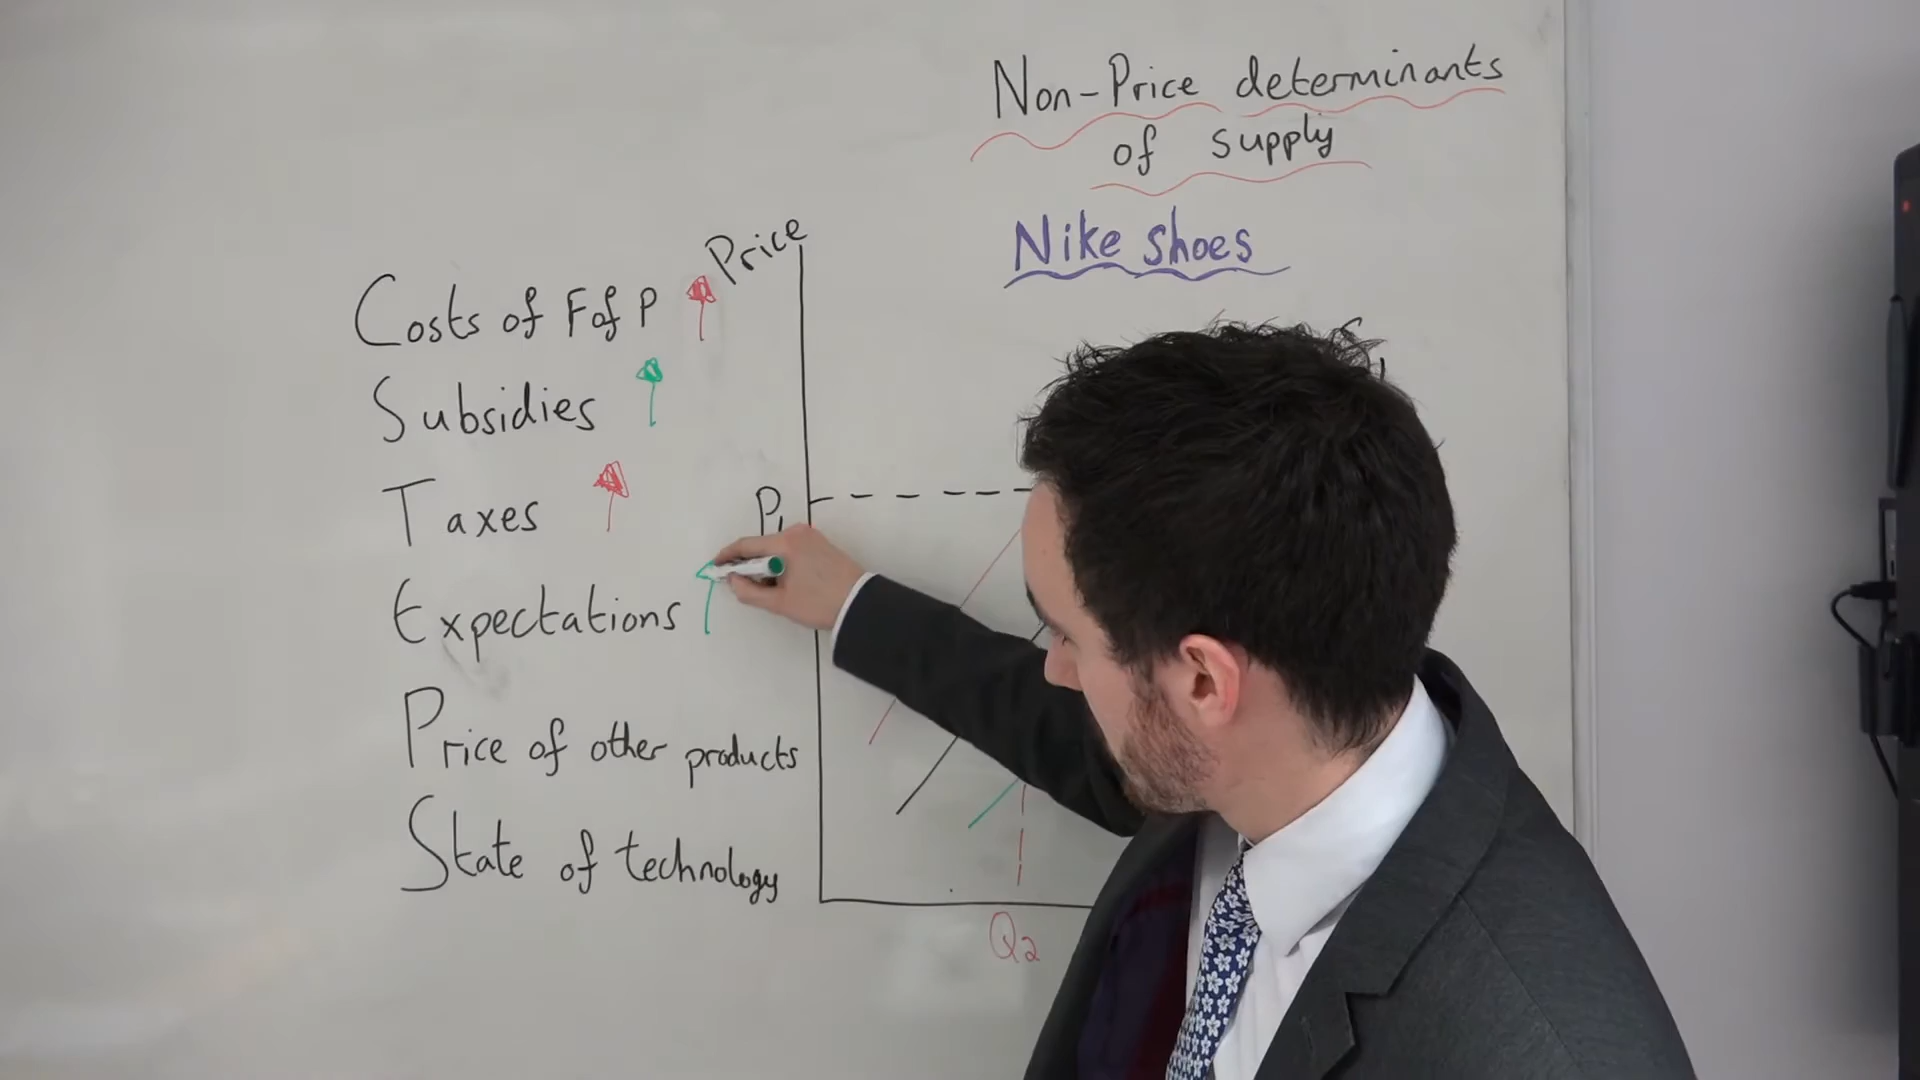 Non-Price determinants
of supply
Nike shoes
Price
Costs of F of P
Subsidies
Taxes
Expectations
Price of other products
State of technology
P1
Q2